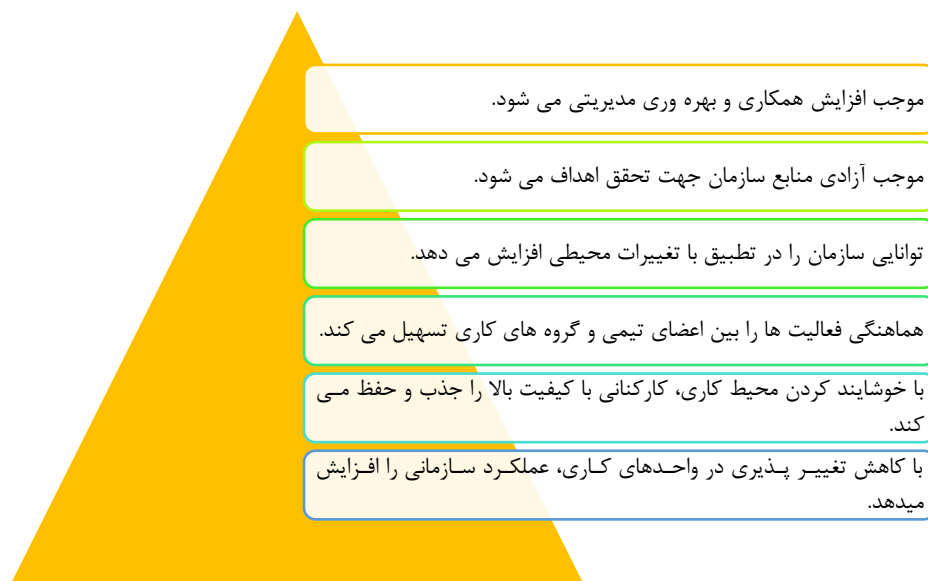 موجب افزایش همکاری و بهره وری مدیریتی می شود.
موجب آزادی منابع سازمان جهت تحقق اهداف می شود.
توانایی سازمان را در تطبیق با تغییرات محیطی افزایش می دهد.
هماهنگی فعالیت ها را بین اعضای تیمی و گروه های کاری تسهیل می کند.
با خوشایند کردن محیط کاری، کارکنانی با کیفیت بالا را جذب و حفظ مـی
کند.
با کاهش تغییـر پـذیری در واحـدهای کـاری، عملکـرد سـازمانی را افـزایش
میدهد.